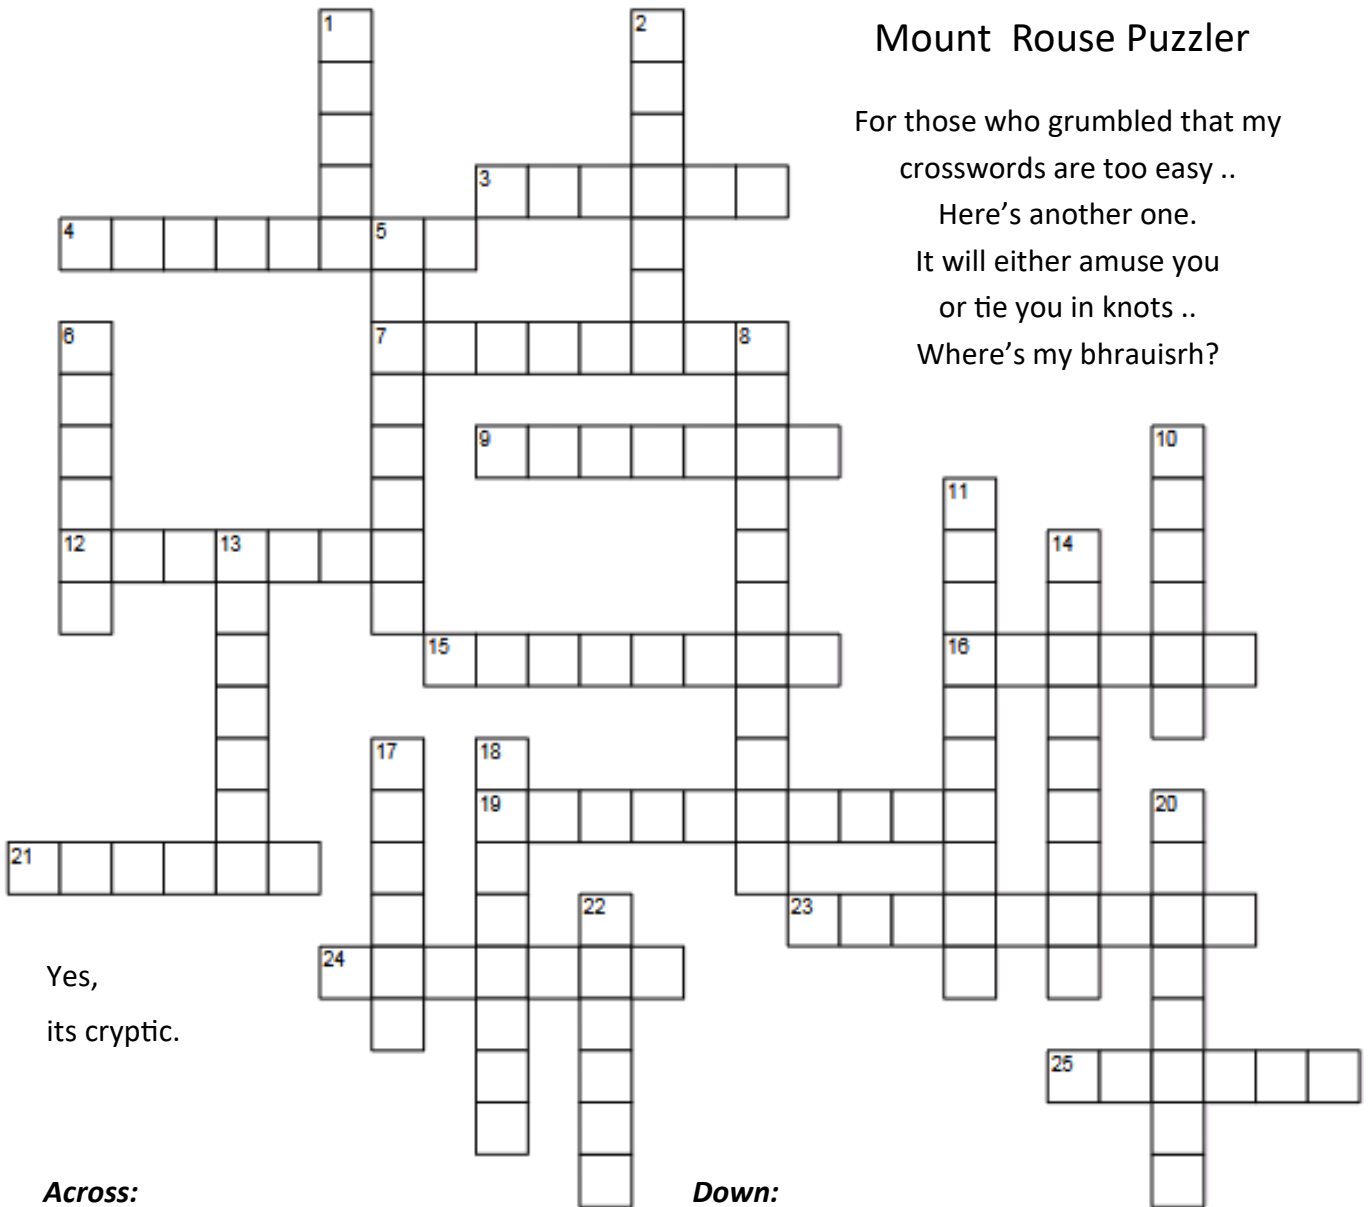 1
2
Mount Rouse Puzzler
For those who grumbled that my
crosswords are too easy ..
Here’s another one.
It will either amuse you
or tie you in knots ..
Where’s my bhrauisrh?
3
4
5
6
7
8
9
10
11
12
13
14
15
16
17
18
19
20
21
22
23
24
Yes,
its cryptic.
25
Across:
Down: